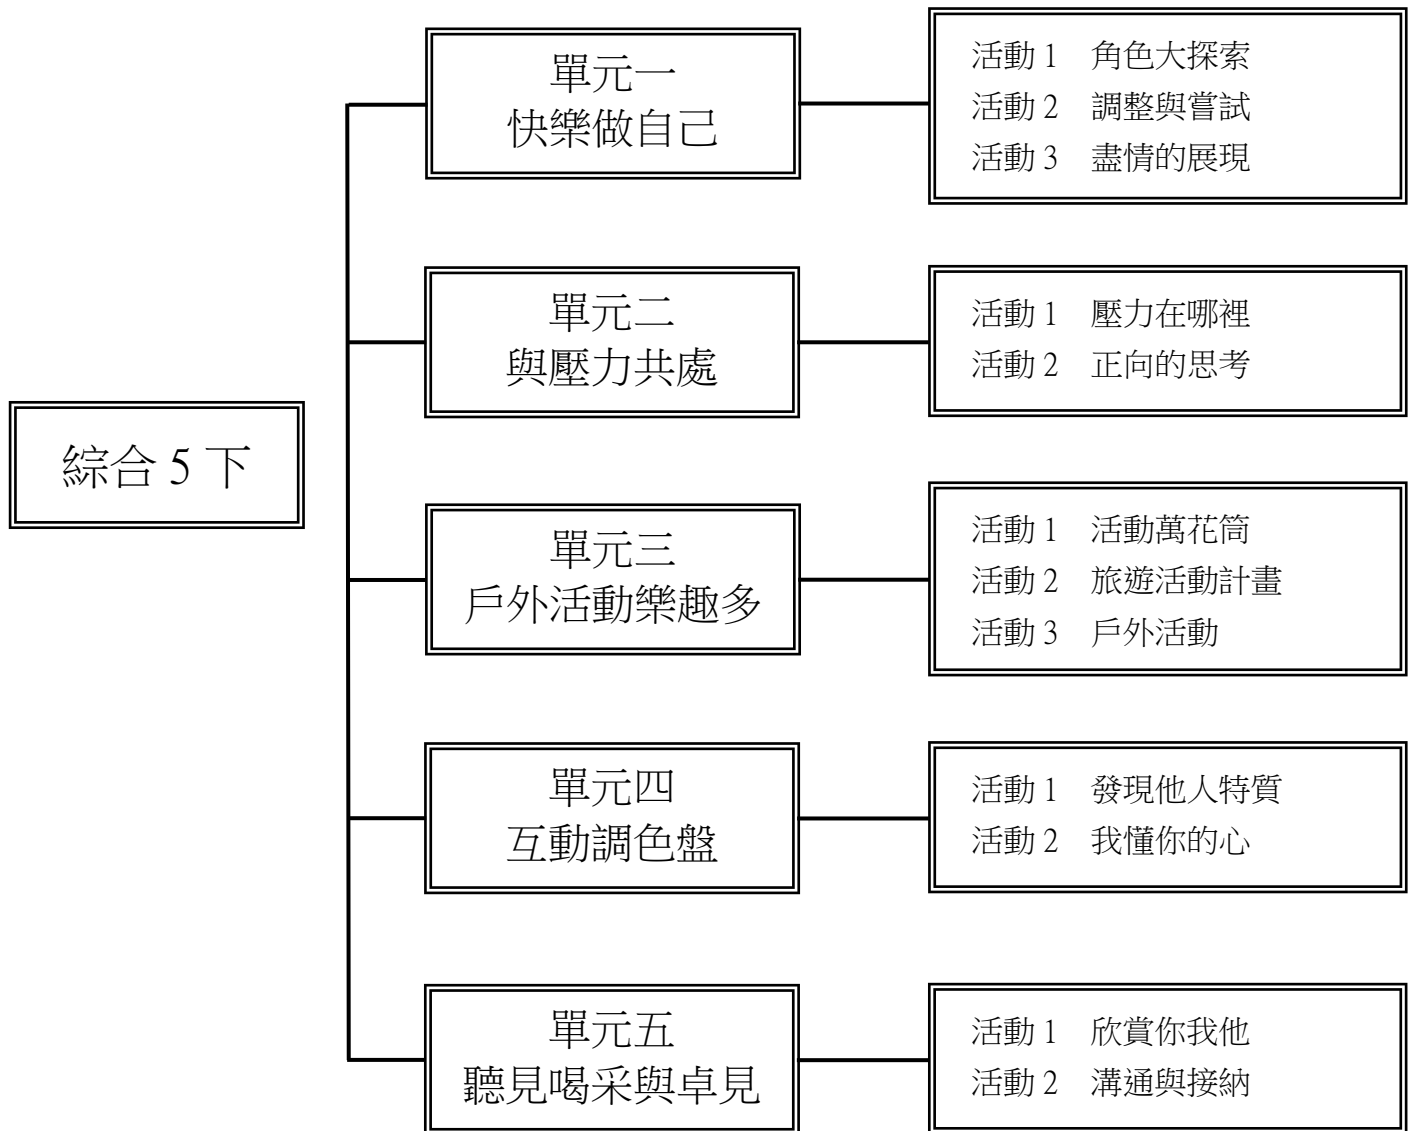 綜合 5 下
單元一
快樂做自己
活動 1 角色大探索
活動 2 調整與嘗試
活動 3 盡情的展現
單元二
與壓力共處
活動 1 壓力在哪裡
活動 2 正向的思考
單元三
戶外活動樂趣多
活動 1 活動萬花筒
活動 2 旅遊活動計畫
活動 3 戶外活動
單元四
互動調色盤
活動 1 發現他人特質
活動 2 我懂你的心
單元五
聽見喝采與卓見
活動 1 欣賞你我他
活動 2 溝通與接納